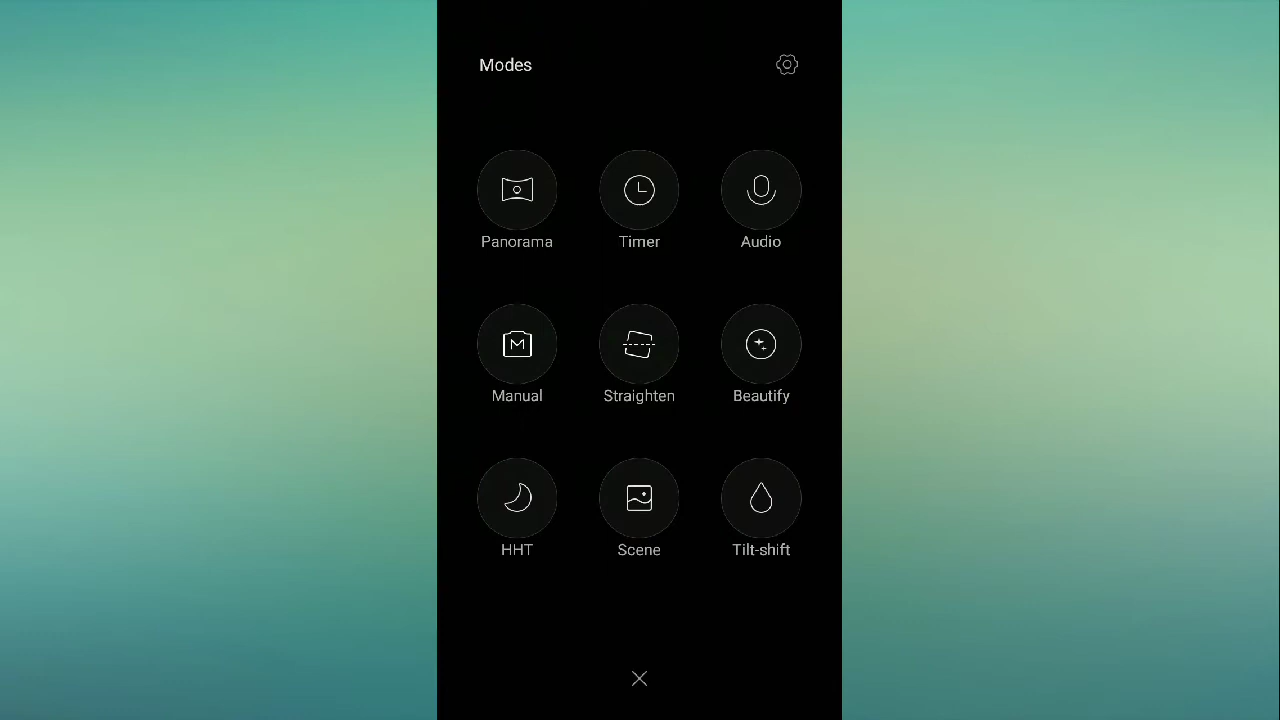 Modes
Panorama Timer Audio
Manual Straighten Beautify
HHT Scene Tilt-shift